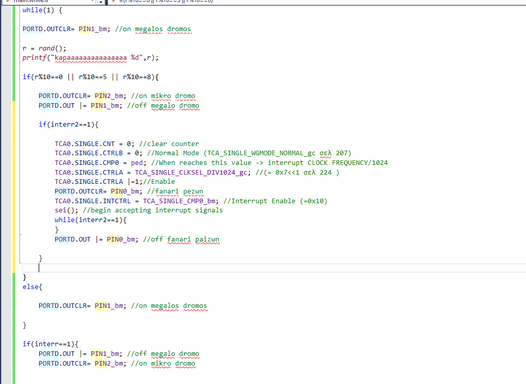 while(1) {
PORTD.OUTCLR= PIN1_bm; //on megalos dromos
r = rand();
printf("kapaaaaaaaaaaaaaaa %d",r);
if(r%10==0 || r%10==5 || r%10==8){
PORTD.OUTCLR= PIN2_bm; //on mikro dromo
PORTD.OUT |= PIN1_bm; //off megalo dromo
if(interr2==1){
TCA0.SINGLE.CNT = 0; //clear counter
TCA0.SINGLE.CTRLB = 0; //Normal Mode (TCA_SINGLE_WGMODE_NORMAL_gc σελ 207)
TCA0.SINGLE.CMP0 = ped; //When reaches this value -> interrupt CLOCK FREQUENCY/1024
TCA0.SINGLE.CTRLA = TCA_SINGLE_CLKSEL_DIV1024_gc; //(= 0x7<<1 σελ 224 )
TCA0.SINGLE.CTRLA |=1;//Enable
PORTD.OUTCLR= PIN0_bm; //fanari pezwn
TCA0.SINGLE.INTCTRL = TCA_SINGLE_CMP0_bm; //Interrupt Enable (=0x10)
sei(); //begin accepting interrupt signals
while(interr2==1){
}
PORTD.OUT |= PIN0_bm; //off fanari paizwn
}
}
else{
PORTD.OUTCLR= PIN1_bm; //on megalos dromos
}
if(interr==1){
PORTD.OUT |= PIN1_bm; //off megalo dromo
PORTD.OUTCLR= PIN2_bm; //on mikro dromo